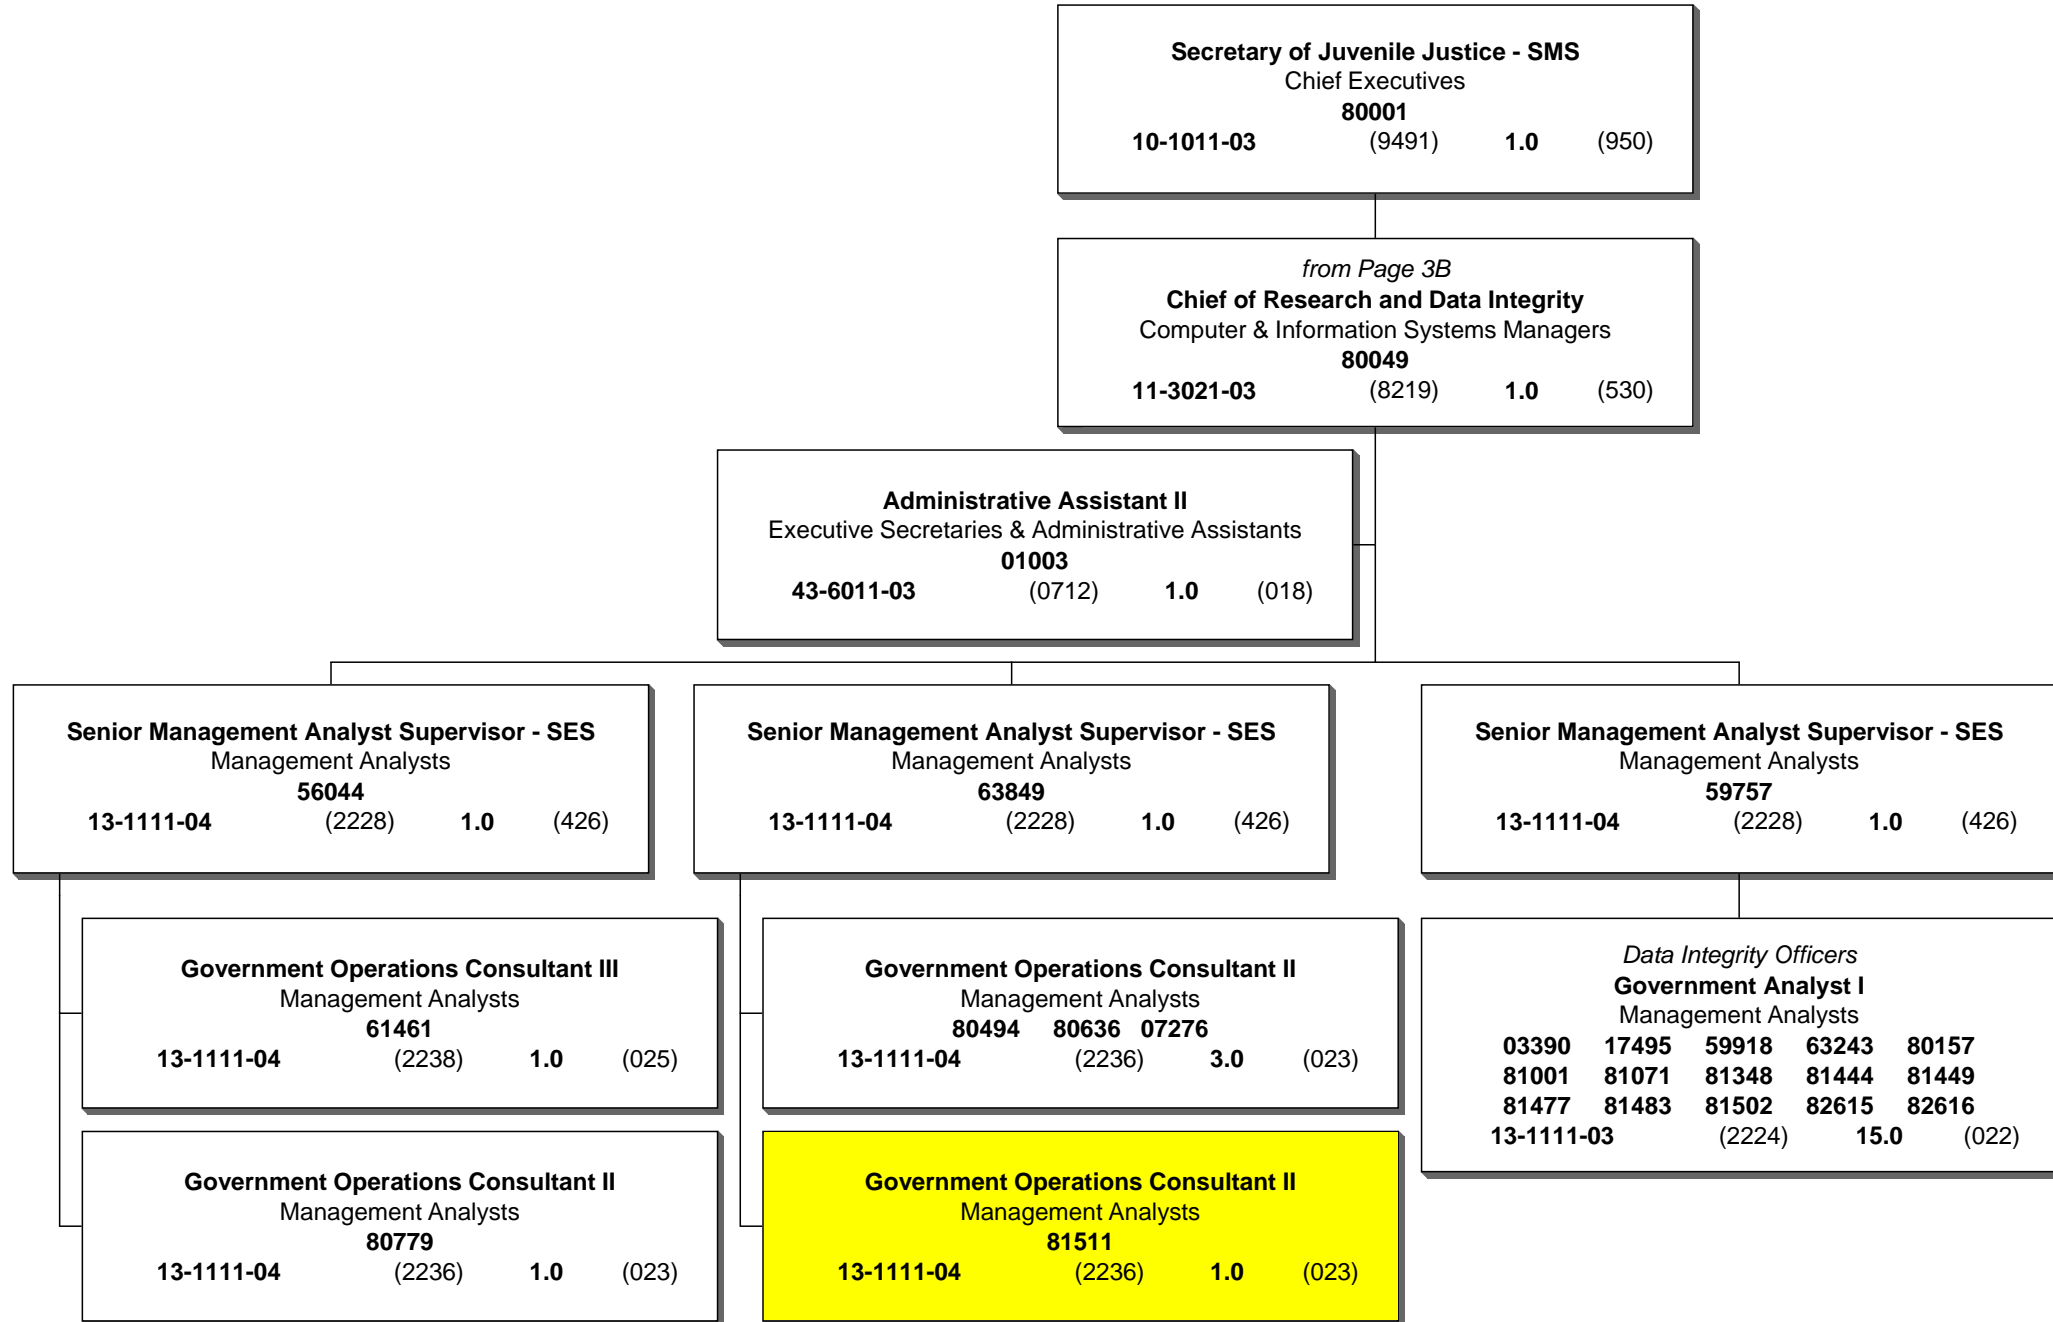 Secretary of Juvenile Justice - SMS
Chief Executives
80001
10-1011-03 (9491) 1.0 (950)
from Page 3B
Chief of Research and Data Integrity
Computer & Information Systems Managers
80049
11-3021-03 (8219) 1.0 (530)
Administrative Assistant II
Executive Secretaries & Administrative Assistants
01003
43-6011-03 (0712) 1.0 (018)
Senior Management Analyst Supervisor - SES
Management Analysts
56044
13-1111-04 (2228) 1.0 (426)
Senior Management Analyst Supervisor - SES
Management Analysts
63849
13-1111-04 (2228) 1.0 (426)
Senior Management Analyst Supervisor - SES
Management Analysts
59757
13-1111-04 (2228) 1.0 (426)
Government Operations Consultant III
Management Analysts
61461
13-1111-04 (2238) 1.0 (025)
Government Operations Consultant II
Management Analysts
80494 80636 07276
13-1111-04 (2236) 3.0 (023)
Data Integrity Officers
Government Analyst I
Management Analysts
03390 17495 59918 63243 80157
81001 81071 81348 81444 81449
81477 81483 81502 82615 82616
13-1111-03 (2224) 15.0 (022)
Government Operations Consultant II
Management Analysts
80779
13-1111-04 (2236) 1.0 (023)
Government Operations Consultant II
Management Analysts
81511
13-1111-04 (2236) 1.0 (023)